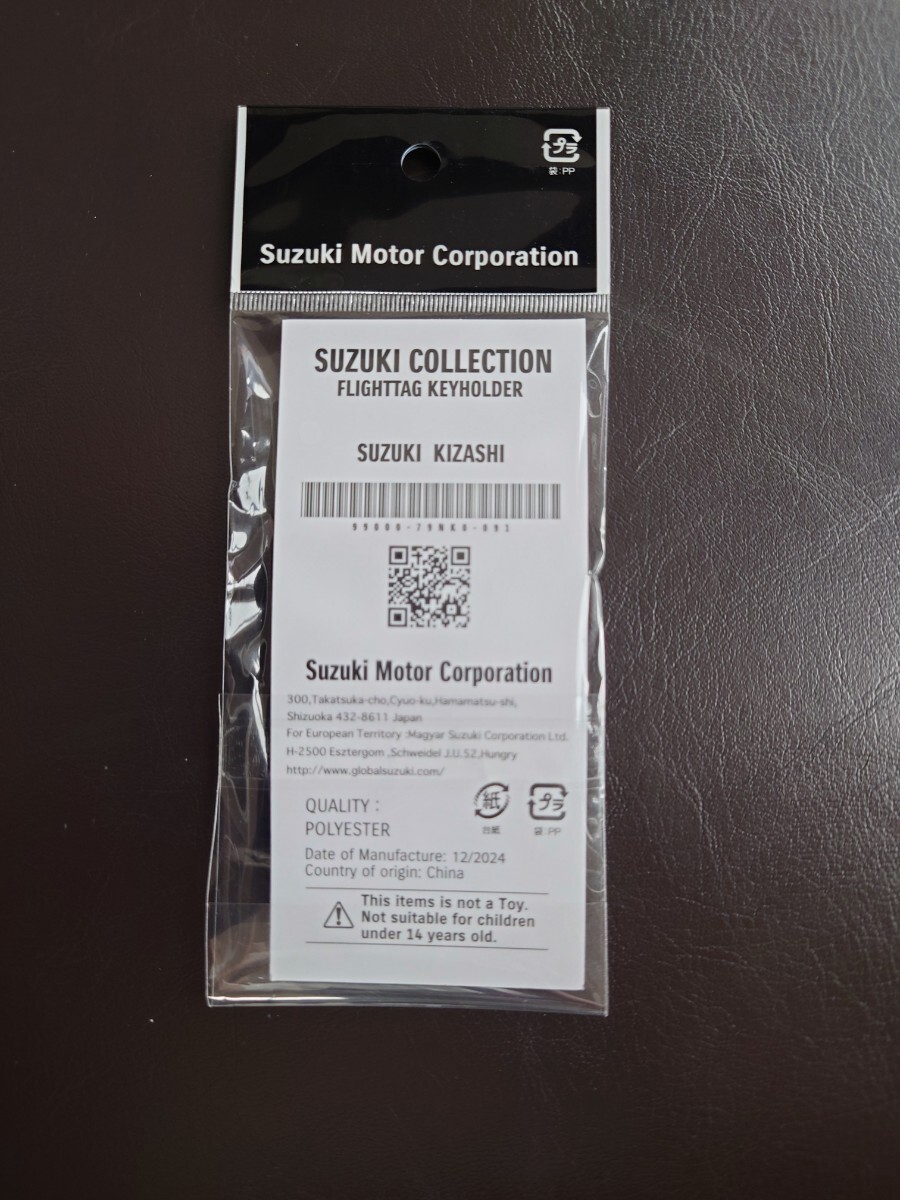 プラ
袋:PP
Suzuki Motor Corporation
SUZUKI COLLECTION
FLIGHTTAG KEYHOLDER
SUZUKI KIZASHI
99000-79NK0-091
Suzuki Motor Corporation
300,Takatsuka-cho,Cyuo-ku,Hamamatsu-shi,
Shizuoka 432-8611 Japan
For European Territory :Magyar Suzuki Corporation Ltd.
H-2500 Esztergom ,Schweidel J.U.52,Hungry
http://www.globalsuzuki.com/
QUALITY :
POLYESTER
紙
台紙
プラ
袋:PP
Date of Manufacture: 12/2024
Country of origin: China
This items is not a Toy.
Not suitable for children
under 14 years old.